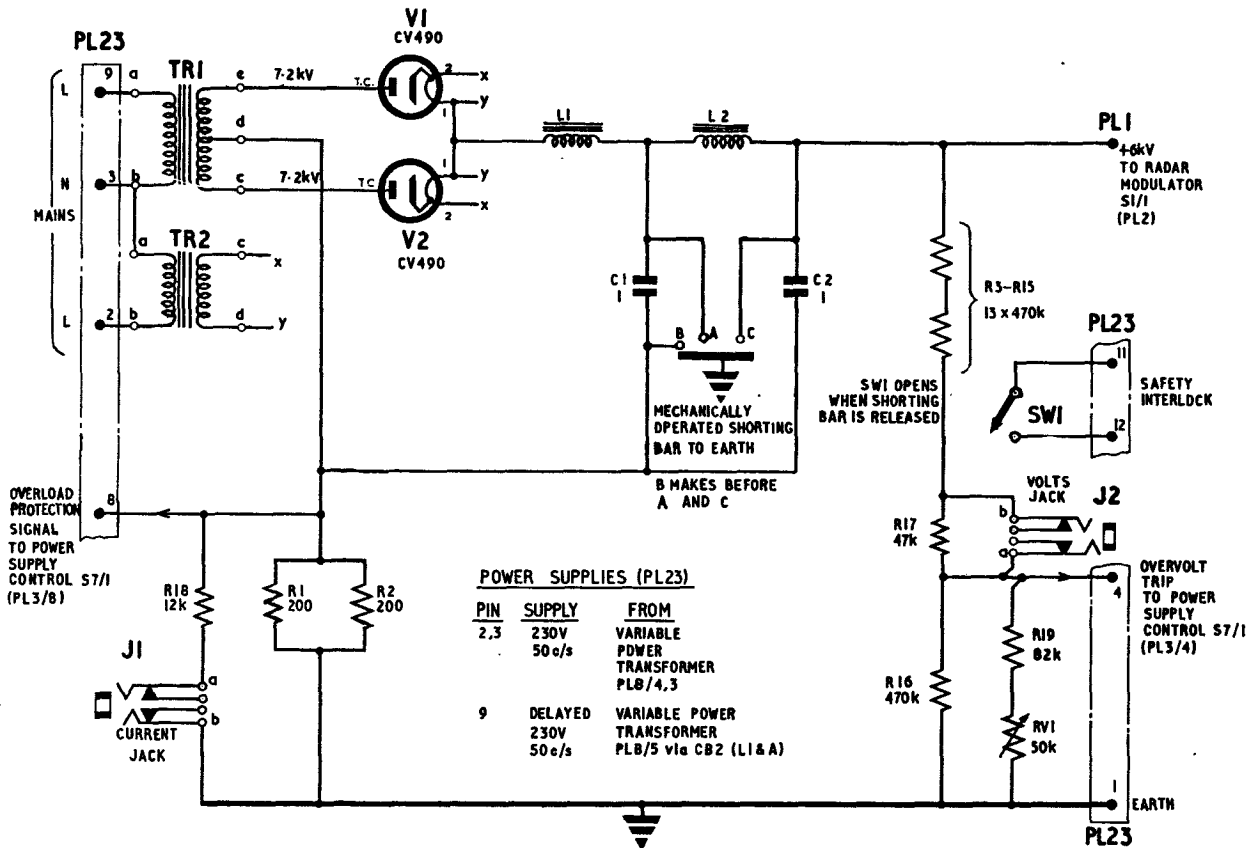 V1
CV490
PL23
9
a
TR1
e
7·2kV
T.C.
2
x
y
1
L
d
L1
L2
PL1
+6kV
TO RADAR
MODULATOR
S1/1
(PL2)
N
3
b
c
7·2kV
T C
1
y
x
2
MAINS
V2
CV490
a
TR2
c
x
L
2
b
d
y
C1
1
C2
1
B
A
C
R3–R15
13 x 470k
MECHANICALLY
OPERATED SHORTING
BAR TO EARTH
B MAKES BEFORE
A AND C
SW1 OPENS
WHEN SHORTING
BAR IS RELEASED
PL23
11
SW1
12
SAFETY
INTERLOCK
OVERLOAD
PROTECTION
SIGNAL
TO POWER
SUPPLY
CONTROL S7/1
(PL3/8)
8
R18
12k
R1
200
R2
200
J1
a
b
CURRENT
JACK
POWER SUPPLIES (PL23)
PIN SUPPLY FROM
2,3 230V VARIABLE
50c/s POWER
TRANSFORMER
PL8/4,3
9 DELAYED VARIABLE POWER
230V TRANSFORMER
50c/s PL8/5 via CB2 (L1&A)
VOLTS
JACK
J2
b
a
R17
47k
4
OVERVOLT
TRIP
TO POWER
SUPPLY
CONTROL S7/1
(PL3/4)
R19
82k
R16
470k
RV1
50k
1
EARTH
PL23